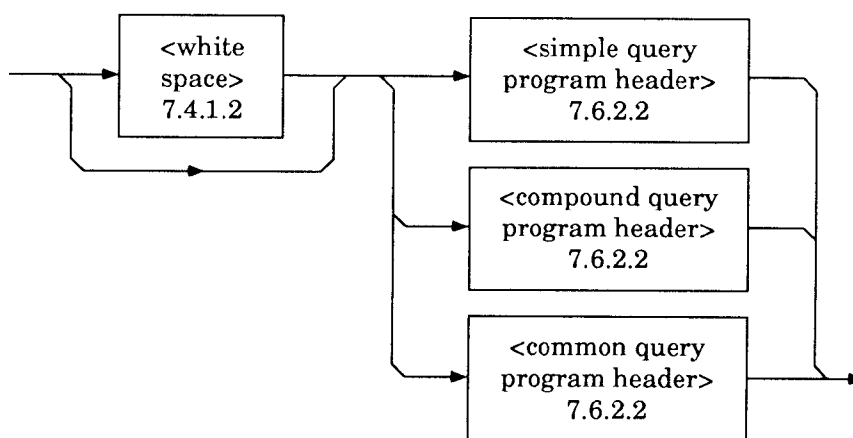 <white
space>
7.4.1.2
<simple query
program header>
7.6.2.2
<compound query
program header>
7.6.2.2
<common query
program header>
7.6.2.2